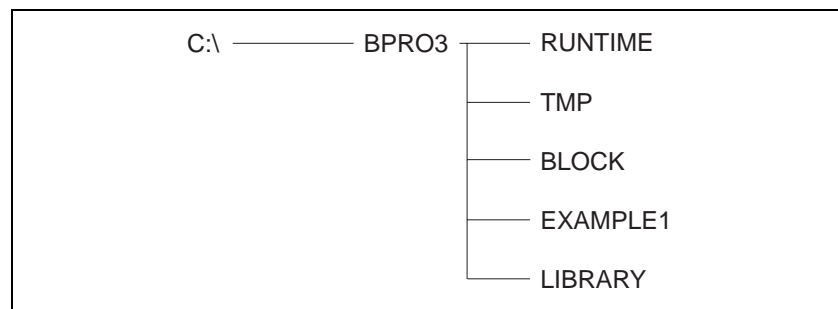 C:\ BPRO3 RUNTIME
TMP
BLOCK
EXAMPLE1
LIBRARY